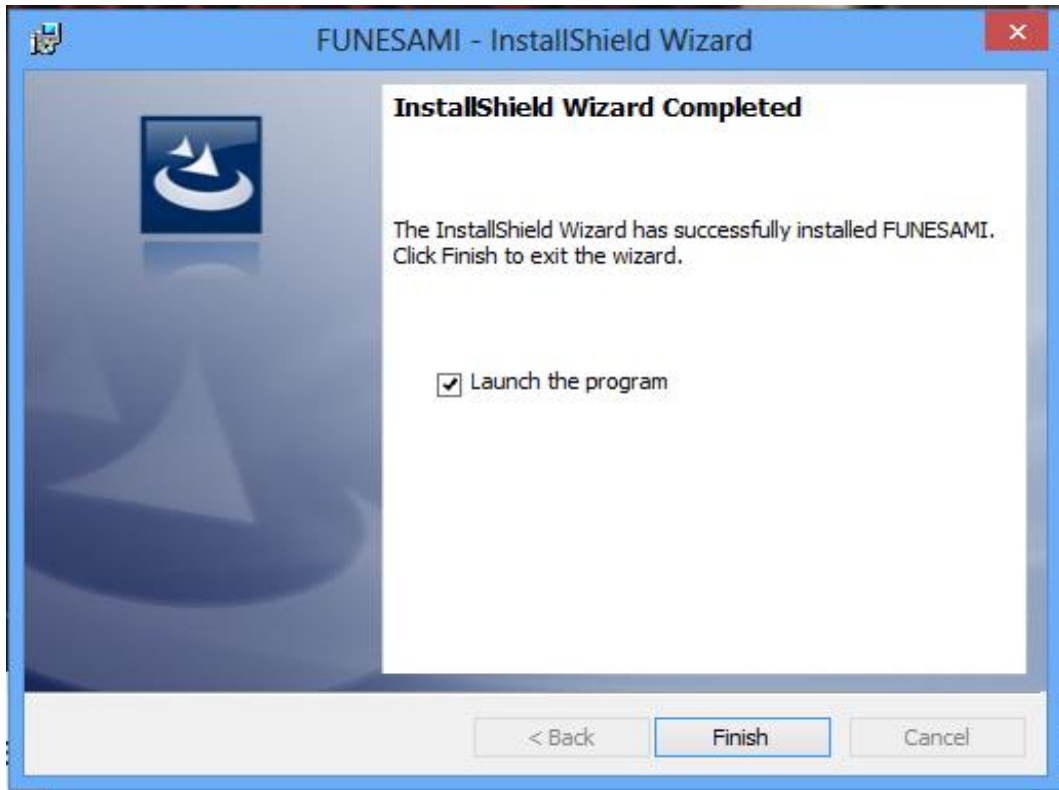 FUNESAMI - InstallShield Wizard
InstallShield Wizard Completed
The InstallShield Wizard has successfully installed FUNESAMI.
Click Finish to exit the wizard.
Launch the program
< Back
Finish
Cancel